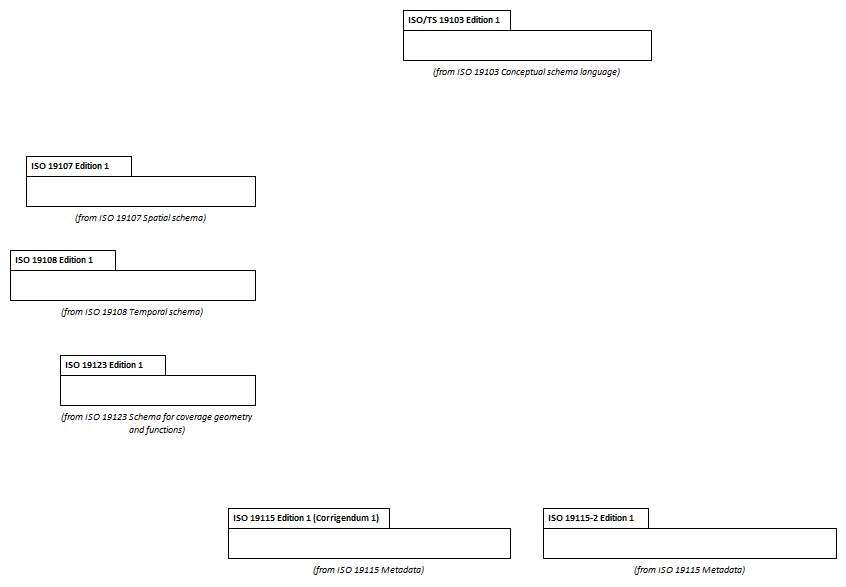 ISO/TS 19103 Edition 1
(from ISO 19103 Conceptual schema language)
ISO 19107 Edition 1
(from ISO 19107 Spatial schema)
ISO 19108 Edition 1
(from ISO 19108 Temporal schema)
ISO 19123 Edition 1
(from ISO 19123 Schema for coverage geometry
and functions)
ISO 19115 Edition 1 (Corrigendum 1)
(from ISO 19115 Metadata)
ISO 19115-2 Edition 1
(from ISO 19115 Metadata)